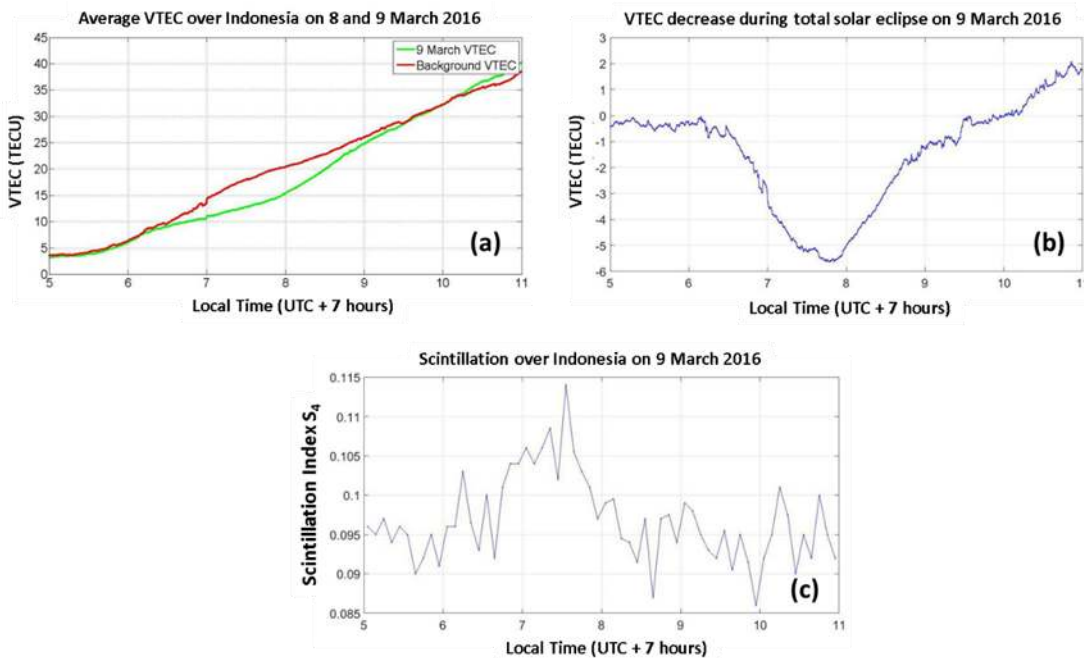 Average VTEC over Indonesia on 8 and 9 March 2016
VTEC (TECU)
45
40
35
30
25
20
15
10
5
0
9 March VTEC
Background VTEC
(a)
5 6 7 8 9 10 11
Local Time (UTC + 7 hours)
VTEC decrease during total solar eclipse on 9 March 2016
VTEC (TECU)
3
2
1
0
-1
-2
-3
-4
-5
-6
(b)
5 6 7 8 9 10 11
Local Time (UTC + 7 hours)
Scintillation over Indonesia on 9 March 2016
Scintillation Index S4
0.115
0.11
0.105
0.1
0.095
0.09
0.085
(c)
5 6 7 8 9 10 11
Local Time (UTC + 7 hours)